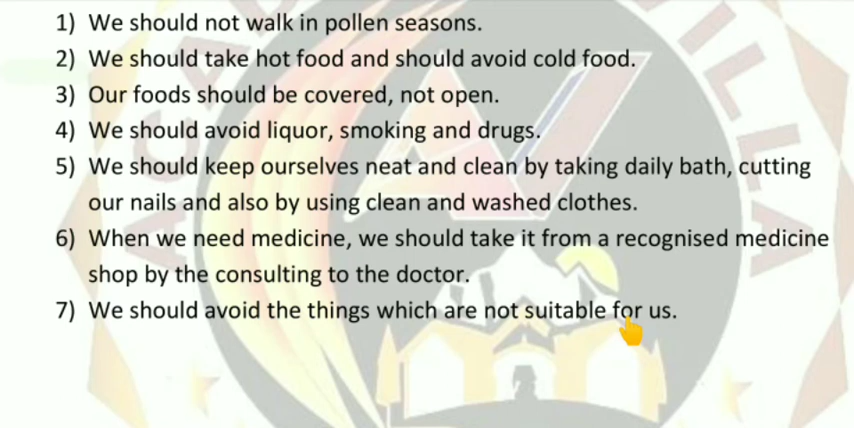 1) We should not walk in pollen seasons.
2) We should take hot food and should avoid cold food.
3) Our foods should be covered, not open.
4) We should avoid liquor, smoking and drugs.
5) We should keep ourselves neat and clean by taking daily bath, cutting
our nails and also by using clean and washed clothes.
6) When we need medicine, we should take it from a recognised medicine
shop by the consulting to the doctor.
7) We should avoid the things which are not suitable for us.